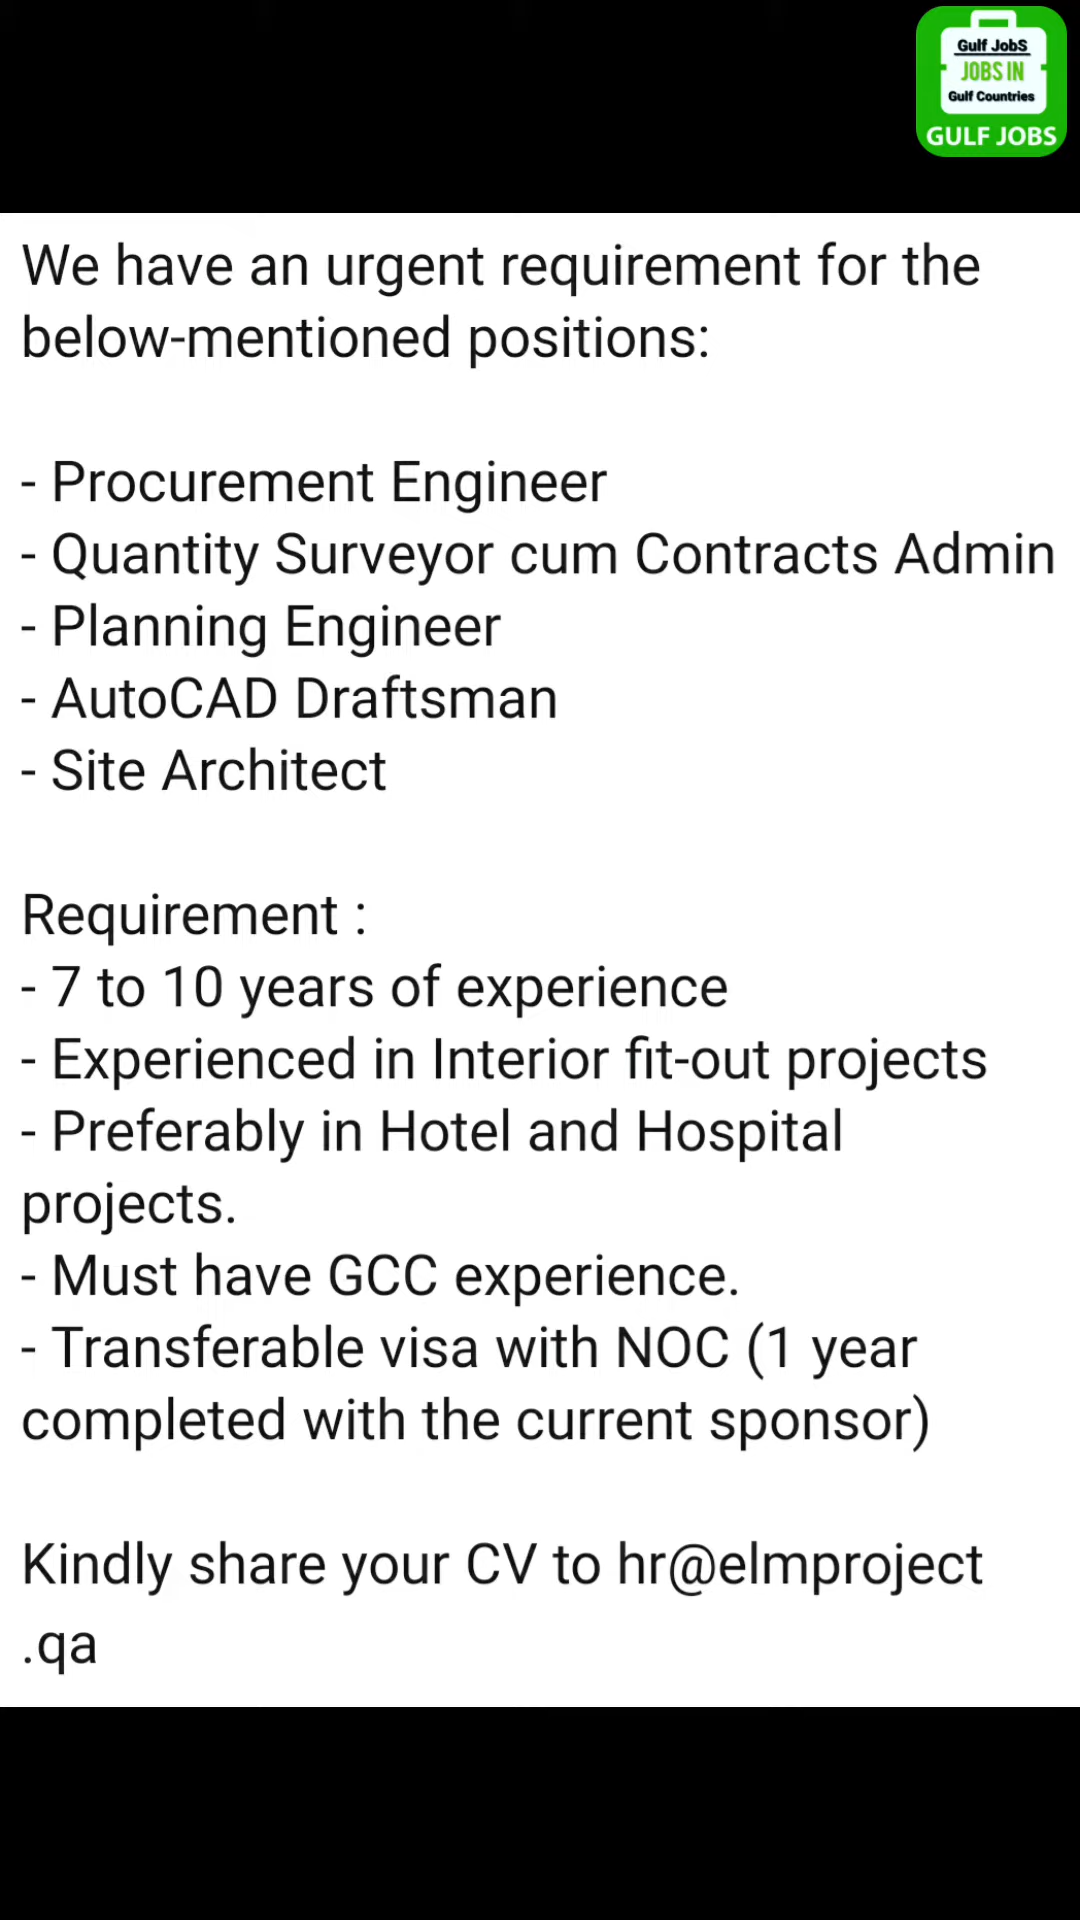 Gulf JobS
JOBS IN
Gulf Countries
GULF JOBS
We have an urgent requirement for the
below-mentioned positions:
- Procurement Engineer
- Quantity Surveyor cum Contracts Admin
- Planning Engineer
- AutoCAD Draftsman
- Site Architect
Requirement :
- 7 to 10 years of experience
- Experienced in Interior fit-out projects
- Preferably in Hotel and Hospital
projects.
- Must have GCC experience.
- Transferable visa with NOC (1 year
completed with the current sponsor)
Kindly share your CV to hr@elmproject
.qa